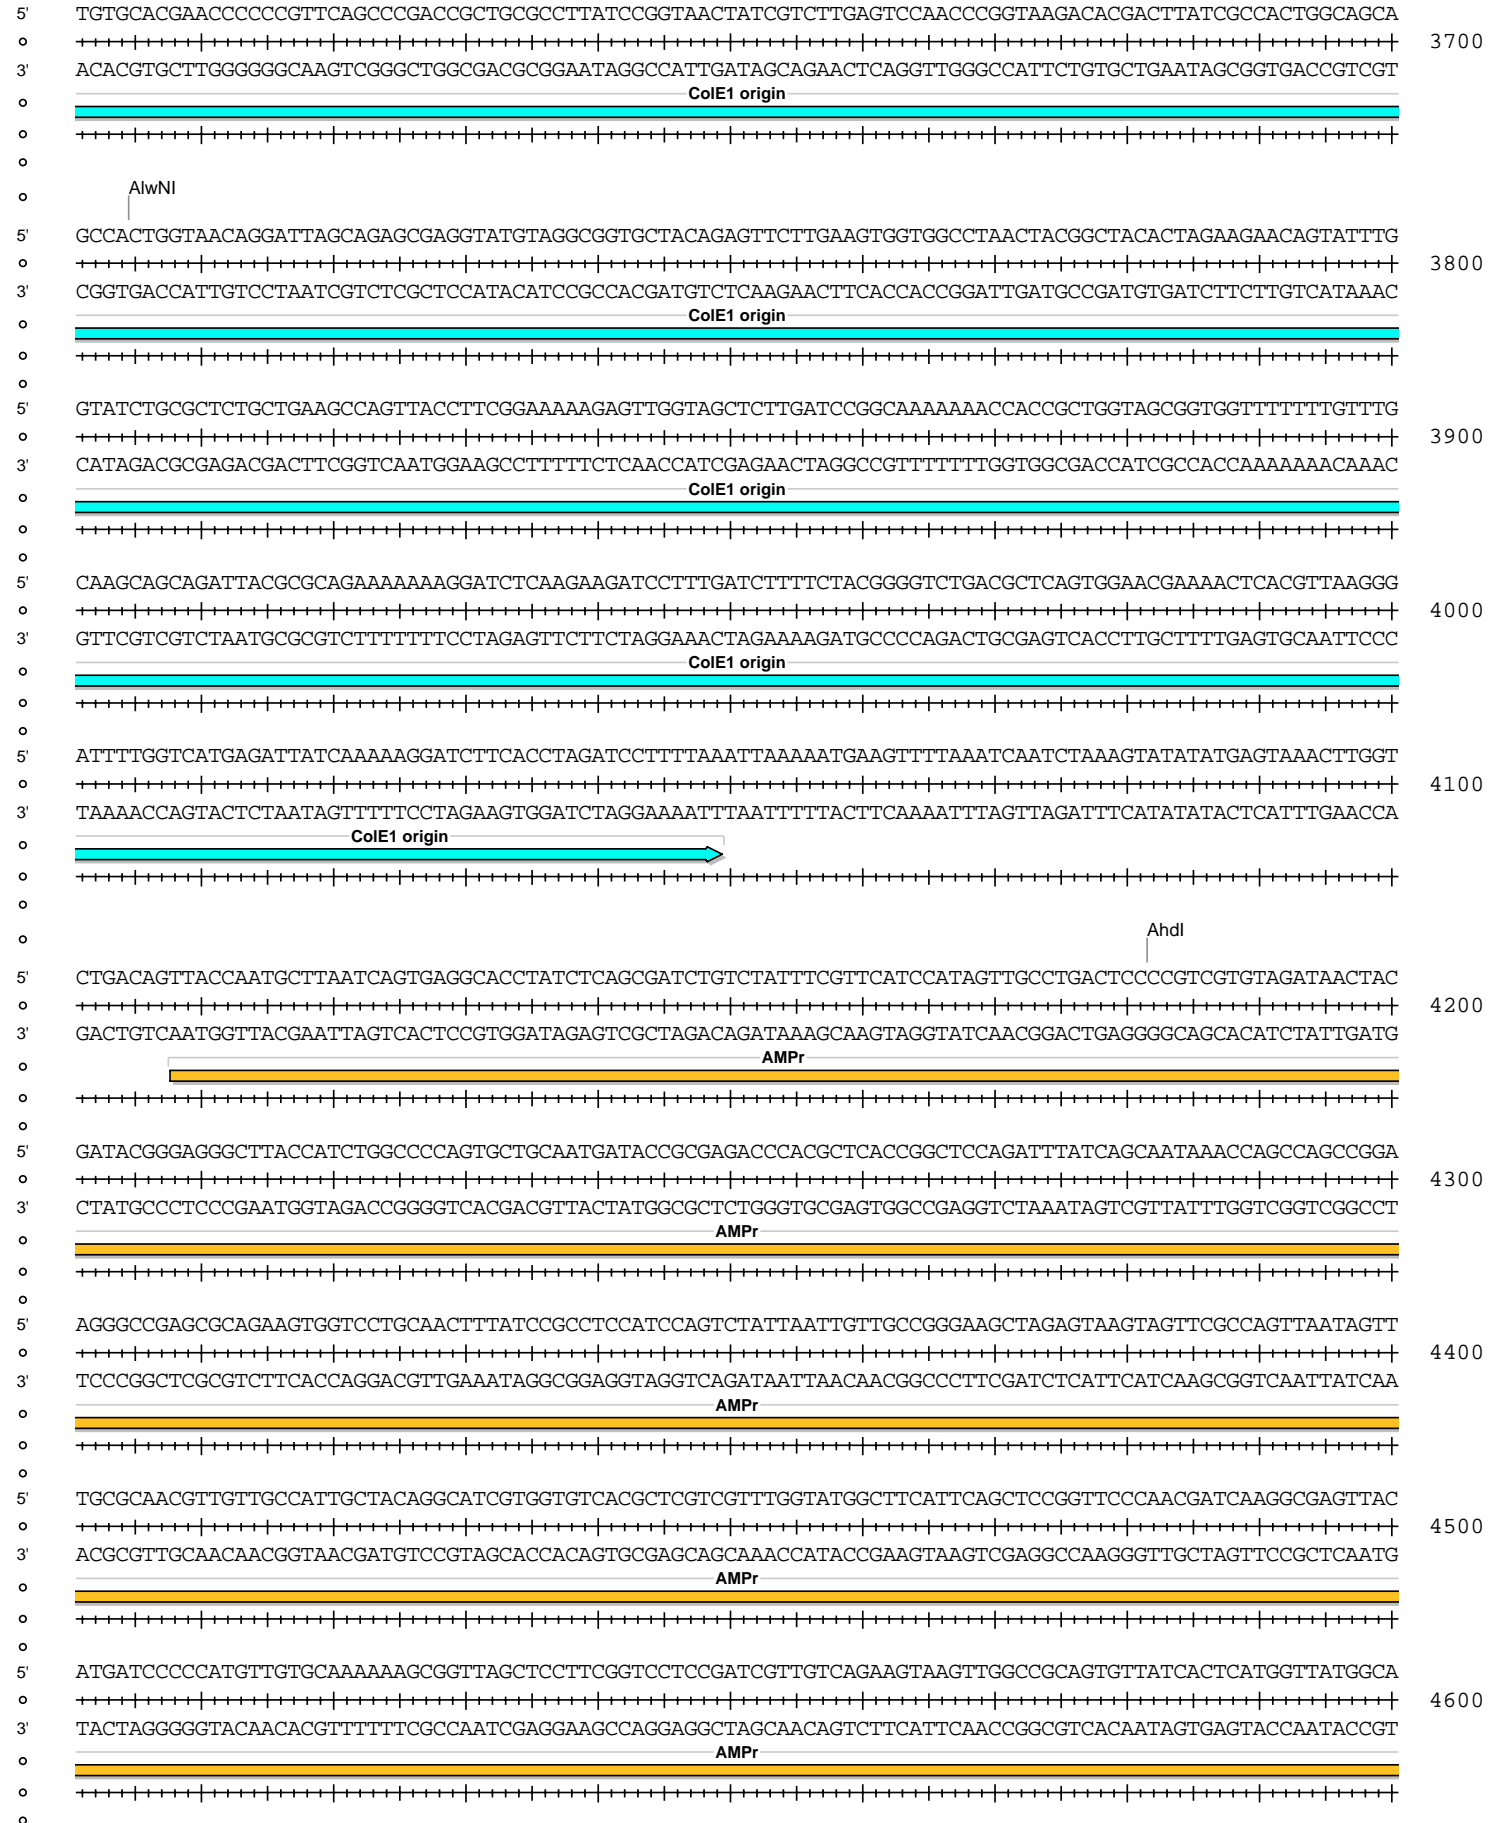 5' TGTGCACGAACCCCCCGTTCAGCCCGACCGCTGCGCCTTATCCGGTAACTATCGTCTTGAGTCCAACCCGGTAAGACACGACTTATCGCCACTGGCAGCA
3700
3' ACACGTGCTTGGGGGGCAAGTCGGGCTGGCGACGCGGAATAGGCCATTGATAGCAGAACTCAGGTTGGGCCATTCTGTGCTGAATAGCGGTGACCGTCGT
ColE1 origin
AlwNI
5' GCCACTGGTAACAGGATTAGCAGAGCGAGGTATGTAGGCGGTGCTACAGAGTTCTTGAAGTGGTGGCCTAACTACGGCTACACTAGAAGAACAGTATTTG
3800
3' CGGTGACCATTGTCCTAATCGTCTCGCTCCATACATCCGCCACGATGTCTCAAGAACTTCACCACCGGATTGATGCCGATGTGATCTTCTTGTCATAAAC
ColE1 origin
5' GTATCTGCGCTCTGCTGAAGCCAGTTACCTTCGGAAAAAGAGTTGGTAGCTCTTGATCCGGCAAAAAAACCACCGCTGGTAGCGGTGGTTTTTTTGTTTG
3900
3' CATAGACGCGAGACGACTTCGGTCAATGGAAGCCTTTTTCTCAACCATCGAGAACTAGGCCGTTTTTTTGGTGGCGACCATCGCCACCAAAAAAACAAAC
ColE1 origin
5' CAAGCAGCAGATTACGCGCAGAAAAAAAGGATCTCAAGAAGATCCTTTGATCTTTTCTACGGGGTCTGACGCTCAGTGGAACGAAAACTCACGTTAAGGG
4000
3' GTTCGTCGTCTAATGCGCGTCTTTTTTTCCTAGAGTTCTTCTAGGAAACTAGAAAAGATGCCCCAGACTGCGAGTCACCTTGCTTTTGAGTGCAATTCCC
ColE1 origin
5' ATTTTGGTCATGAGATTATCAAAAAGGATCTTCACCTAGATCCTTTTAAATTAAAAATGAAGTTTTAAATCAATCTAAAGTATATATGAGTAAACTTGGT
4100
3' TAAAACCAGTACTCTAATAGTTTTTCCTAGAAGTGGATCTAGGAAAATTTAATTTTTACTTCAAAATTTAGTTAGATTTCATATATACTCATTTGAACCA
ColE1 origin
AhdI
5' CTGACAGTTACCAATGCTTAATCAGTGAGGCACCTATCTCAGCGATCTGTCTATTTCGTTCATCCATAGTTGCCTGACTCCCCGTCGTGTAGATAACTAC
4200
3' GACTGTCAATGGTTACGAATTAGTCACTCCGTGGATAGAGTCGCTAGACAGATAAAGCAAGTAGGTATCAACGGACTGAGGGGCAGCACATCTATTGATG
AMPr
5' GATACGGGAGGGCTTACCATCTGGCCCCAGTGCTGCAATGATACCGCGAGACCCACGCTCACCGGCTCCAGATTTATCAGCAATAAACCAGCCAGCCGGA
4300
3' CTATGCCCTCCCGAATGGTAGACCGGGGTCACGACGTTACTATGGCGCTCTGGGTGCGAGTGGCCGAGGTCTAAATAGTCGTTATTTGGTCGGTCGGCCT
AMPr
5' AGGGCCGAGCGCAGAAGTGGTCCTGCAACTTTATCCGCCTCCATCCAGTCTATTAATTGTTGCCGGGAAGCTAGAGTAAGTAGTTCGCCAGTTAATAGTT
4400
3' TCCCGGCTCGCGTCTTCACCAGGACGTTGAAATAGGCGGAGGTAGGTCAGATAATTAACAACGGCCCTTCGATCTCATTCATCAAGCGGTCAATTATCAA
AMPr
5' TGCGCAACGTTGTTGCCATTGCTACAGGCATCGTGGTGTCACGCTCGTCGTTTGGTATGGCTTCATTCAGCTCCGGTTCCCAACGATCAAGGCGAGTTAC
4500
3' ACGCGTTGCAACAACGGTAACGATGTCCGTAGCACCACAGTGCGAGCAGCAAACCATACCGAAGTAAGTCGAGGCCAAGGGTTGCTAGTTCCGCTCAATG
AMPr
5' ATGATCCCCCATGTTGTGCAAAAAAGCGGTTAGCTCCTTCGGTCCTCCGATCGTTGTCAGAAGTAAGTTGGCCGCAGTGTTATCACTCATGGTTATGGCA
4600
3' TACTAGGGGGTACAACACGTTTTTTCGCCAATCGAGGAAGCCAGGAGGCTAGCAACAGTCTTCATTCAACCGGCGTCACAATAGTGAGTACCAATACCGT
AMPr